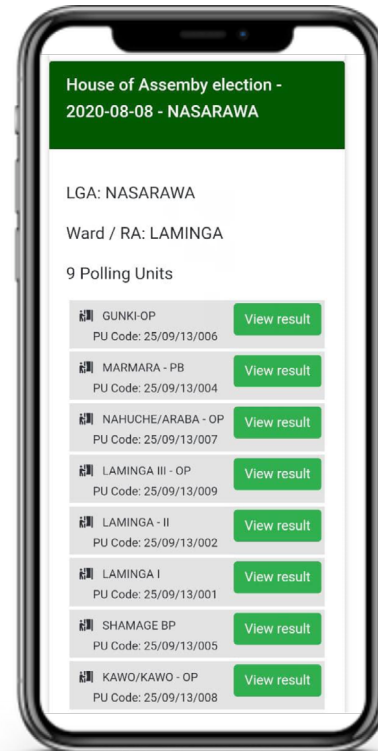 House of Assemby election -
2020-08-08 - NASARAWA
LGA: NASARAWA
Ward / RA: LAMINGA
9 Polling Units
GUNKI-OP
PU Code: 25/09/13/006
View result
MARMARA - PB
PU Code: 25/09/13/004
View result
NAHUCHE/ARABA - OP
PU Code: 25/09/13/007
View result
LAMINGA III - OP
PU Code: 25/09/13/009
View result
LAMINGA - II
PU Code: 25/09/13/002
View result
LAMINGA I
PU Code: 25/09/13/001
View result
SHAMAGE BP
PU Code: 25/09/13/005
View result
KAWO/KAWO - OP
PU Code: 25/09/13/008
View result